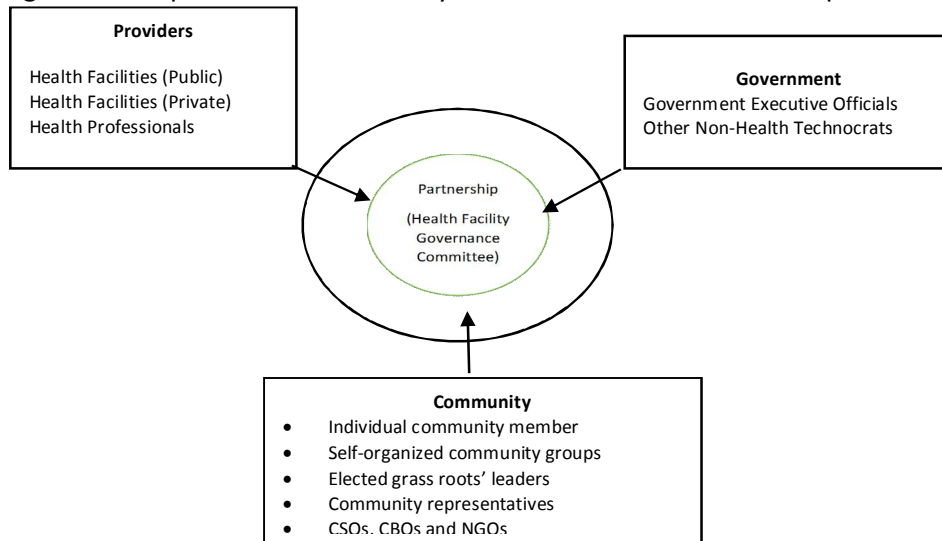 Providers
Health Facilities (Public)
Health Facilities (Private)
Health Professionals
Government
Government Executive Officials
Other Non-Health Technocrats
Partnership
(Health Facility
Governance
Committee)
Community
• Individual community member
• Self-organized community groups
• Elected grass roots’ leaders
• Community representatives
• CSOs, CBOs and NGOs